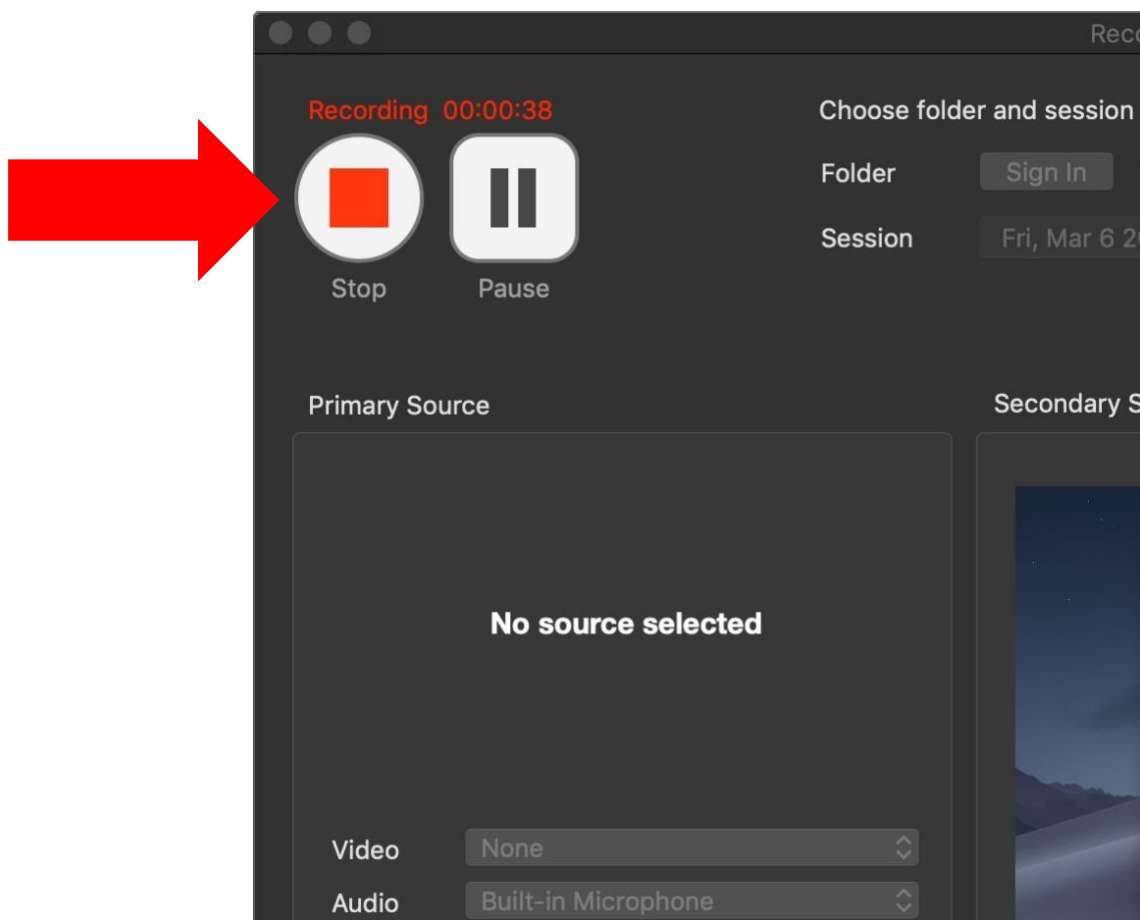 Reco
Recording 00:00:38
Choose folder and session
Folder
Sign In
Session
Fri, Mar 6 20
Stop
Pause
Primary Source
Secondary S
No source selected
Video
None
Audio
Built-in Microphone